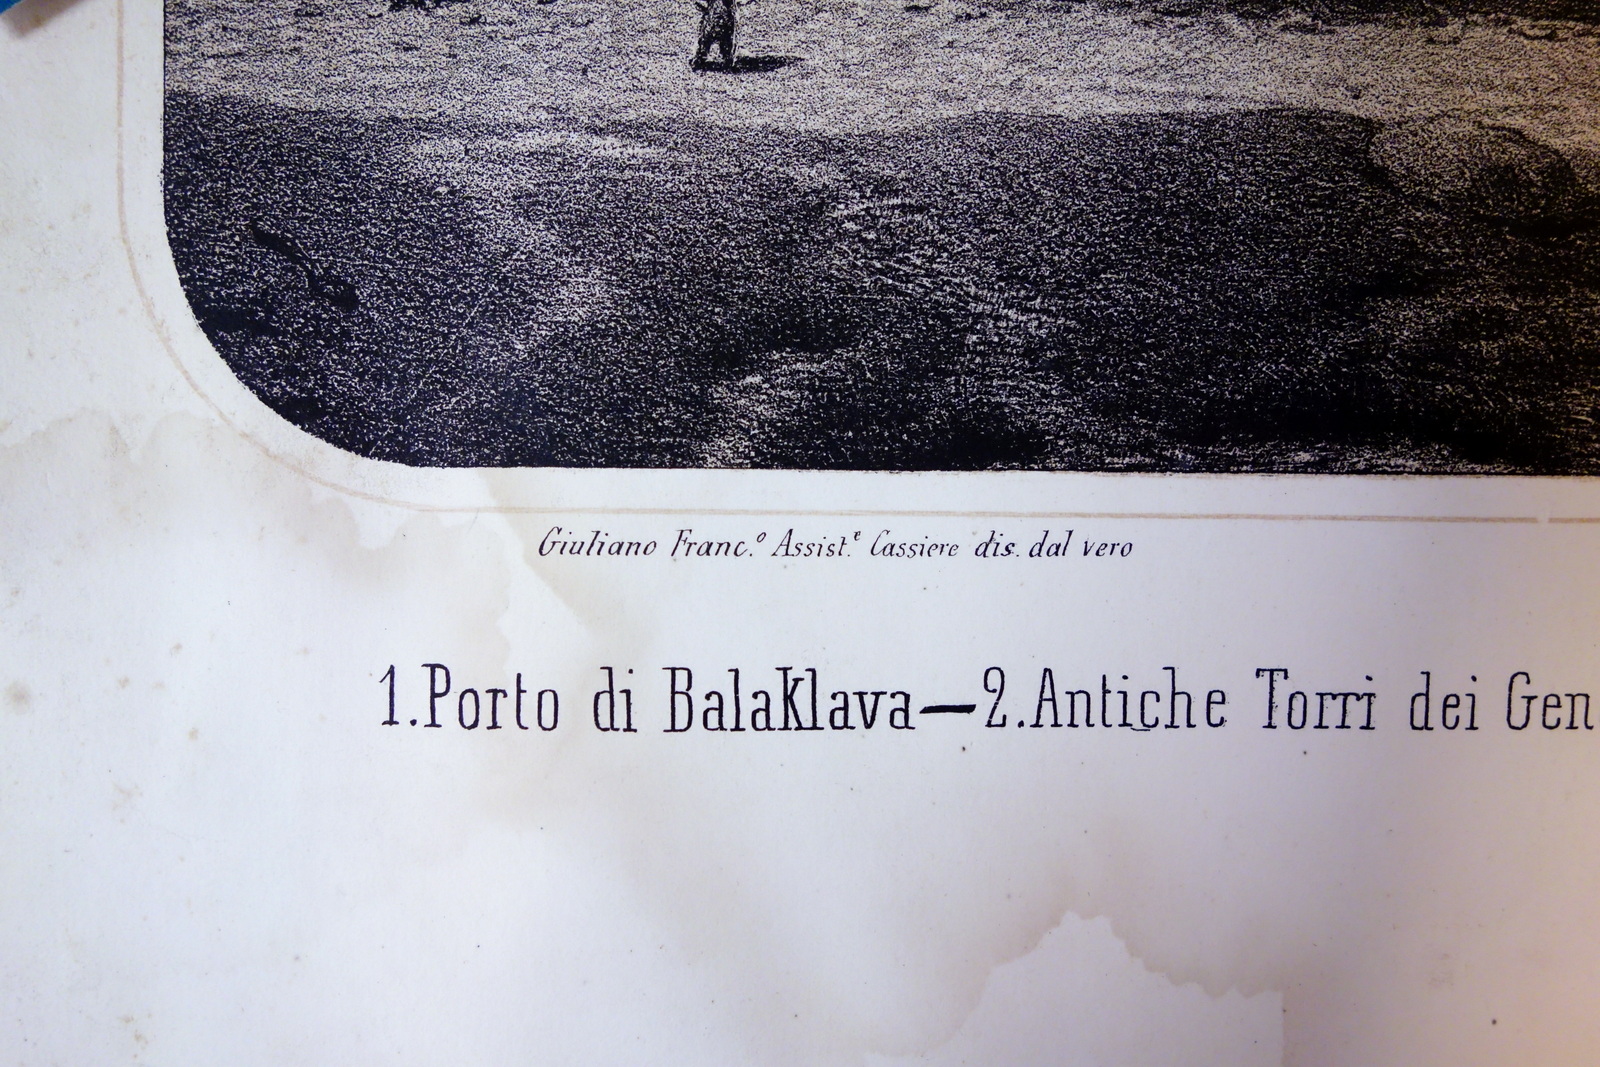 Giuliano Franc.º Assist.ᵉ Cassiere dis. dal vero
1. Porto di BalaKlava—2. Antiche Torri dei Gen